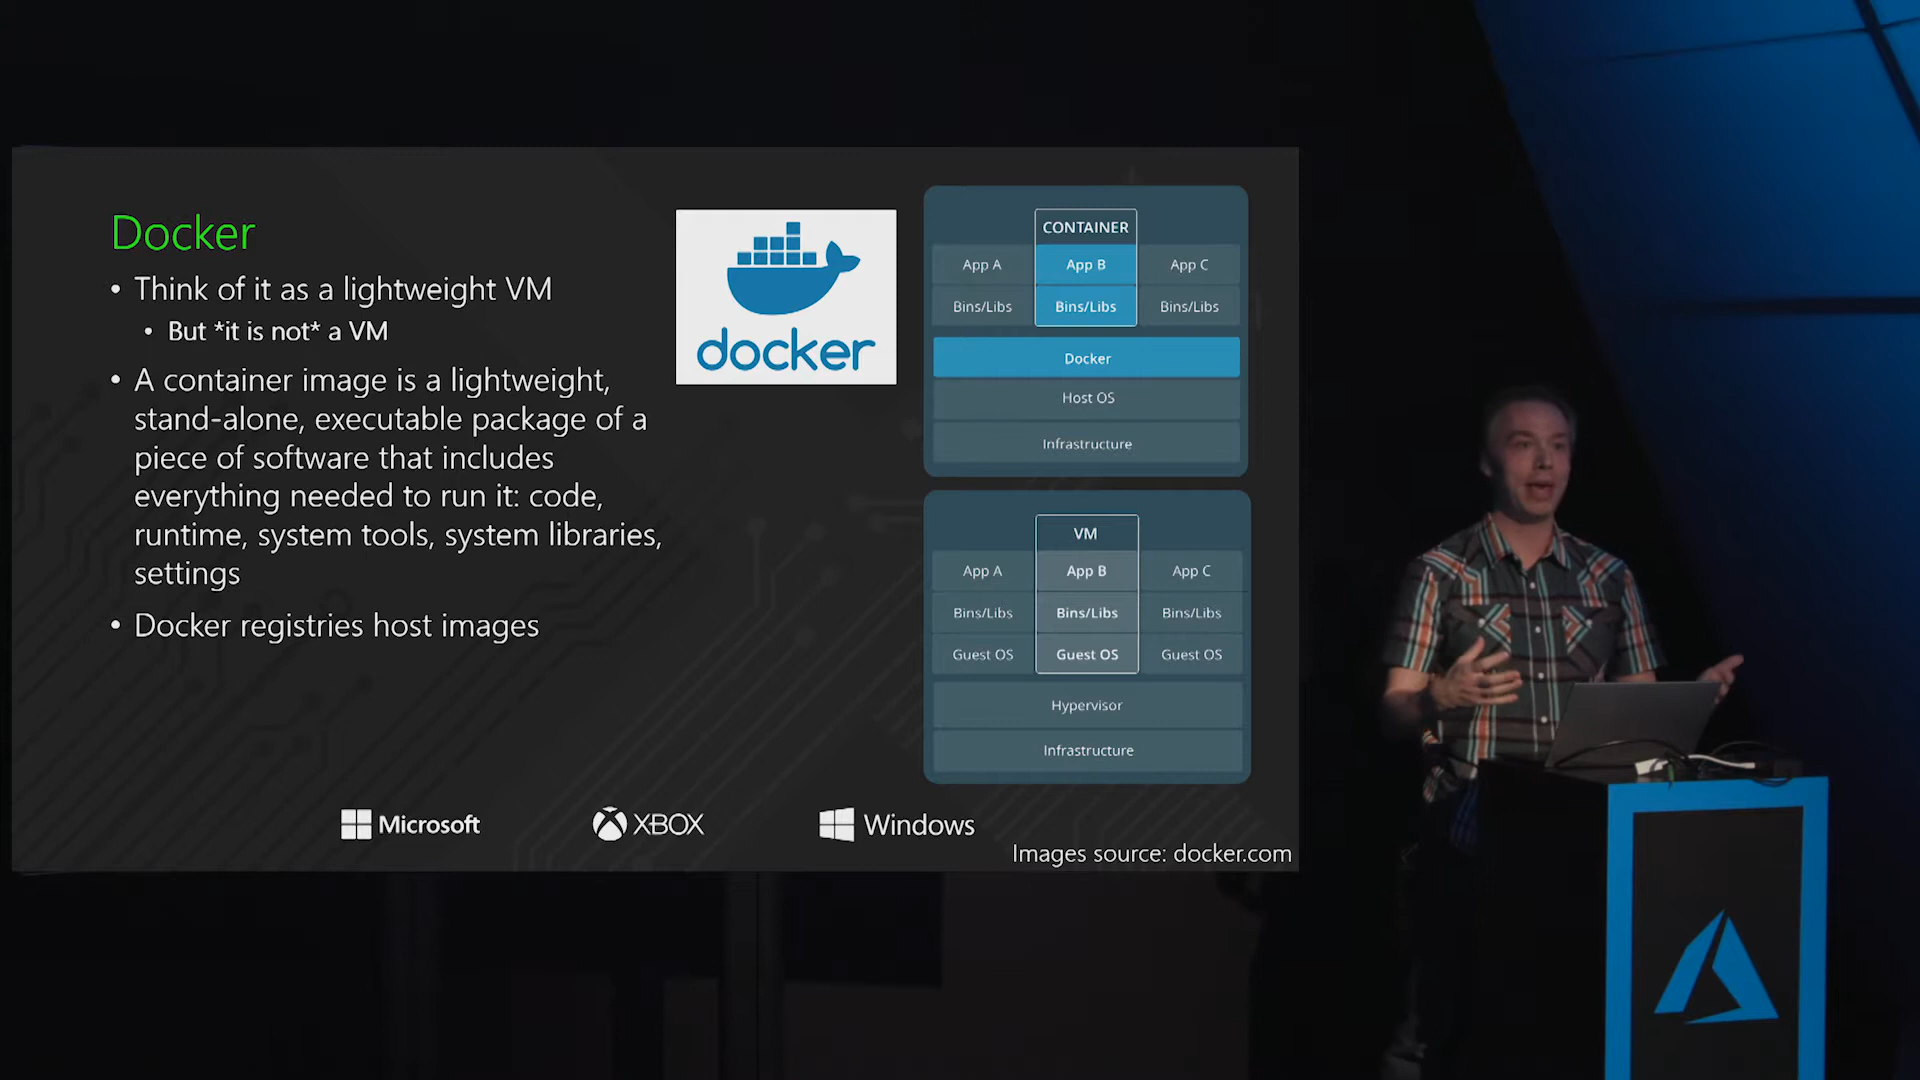 Docker
• Think of it as a lightweight VM
• But *it is not* a VM
• A container image is a lightweight,
stand-alone, executable package of a
piece of software that includes
everything needed to run it: code,
runtime, system tools, system libraries,
settings
• Docker registries host images
docker
CONTAINER
App A App B App C
Bins/Libs Bins/Libs Bins/Libs
Docker
Host OS
Infrastructure
VM
App A App B App C
Bins/Libs Bins/Libs Bins/Libs
Guest OS Guest OS Guest OS
Hypervisor
Infrastructure
Microsoft XBOX Windows
Images source: docker.com